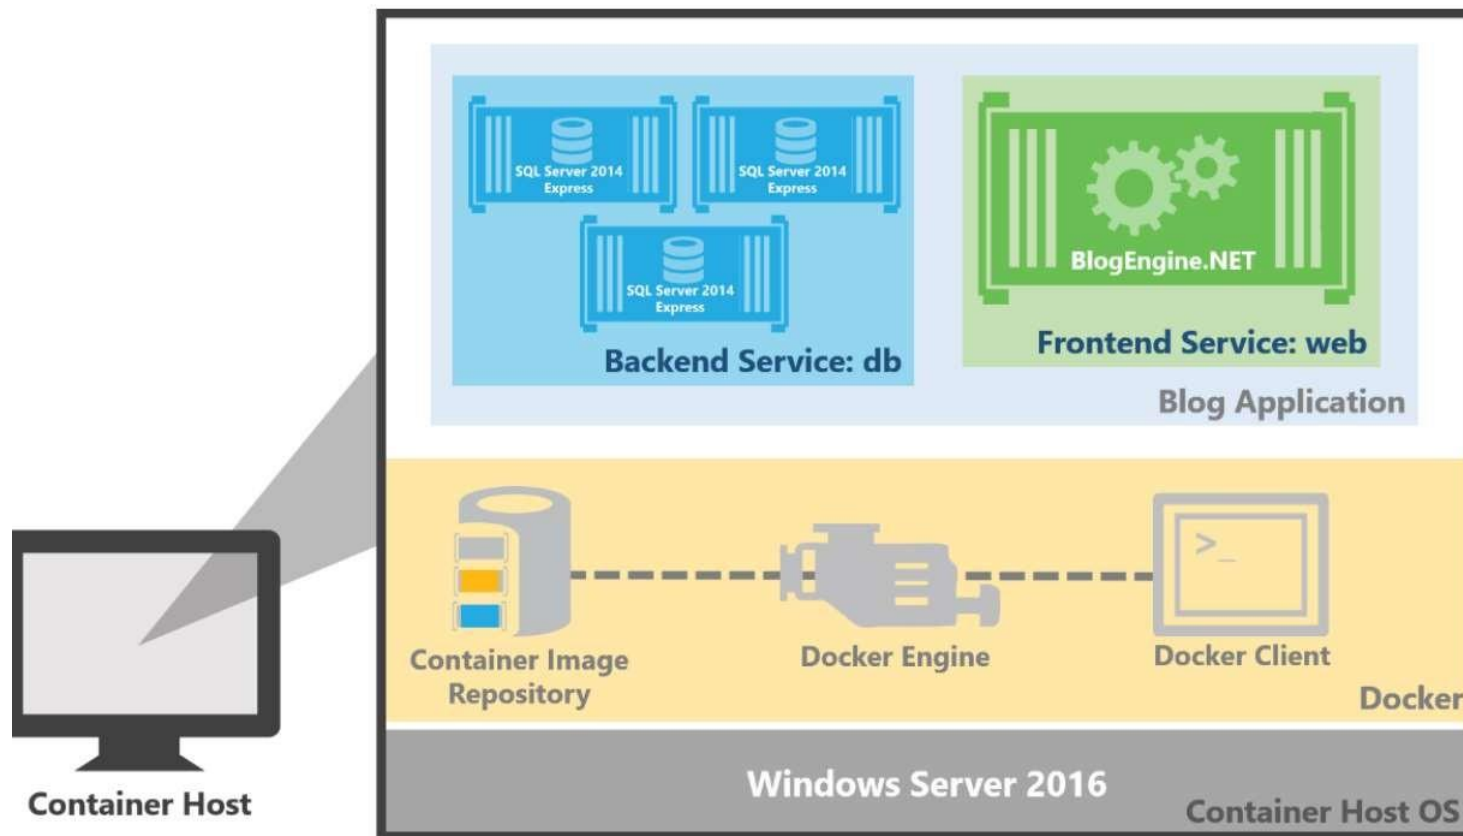 SQL Server 2014
Express
SQL Server 2014
Express
SQL Server 2014
Express
Backend Service: db
BlogEngine.NET
Frontend Service: web
Blog Application
>_
Container Image
Repository
Docker Engine
Docker Client
Docker
Windows Server 2016
Container Host OS
Container Host